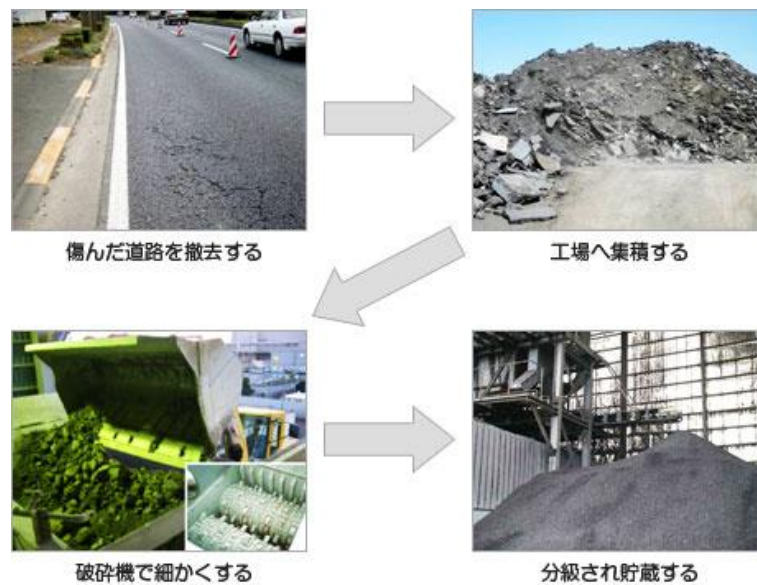 傷んだ道路を撤去する
工場へ集積する
破砕機で細かくする
分級され貯蔵する